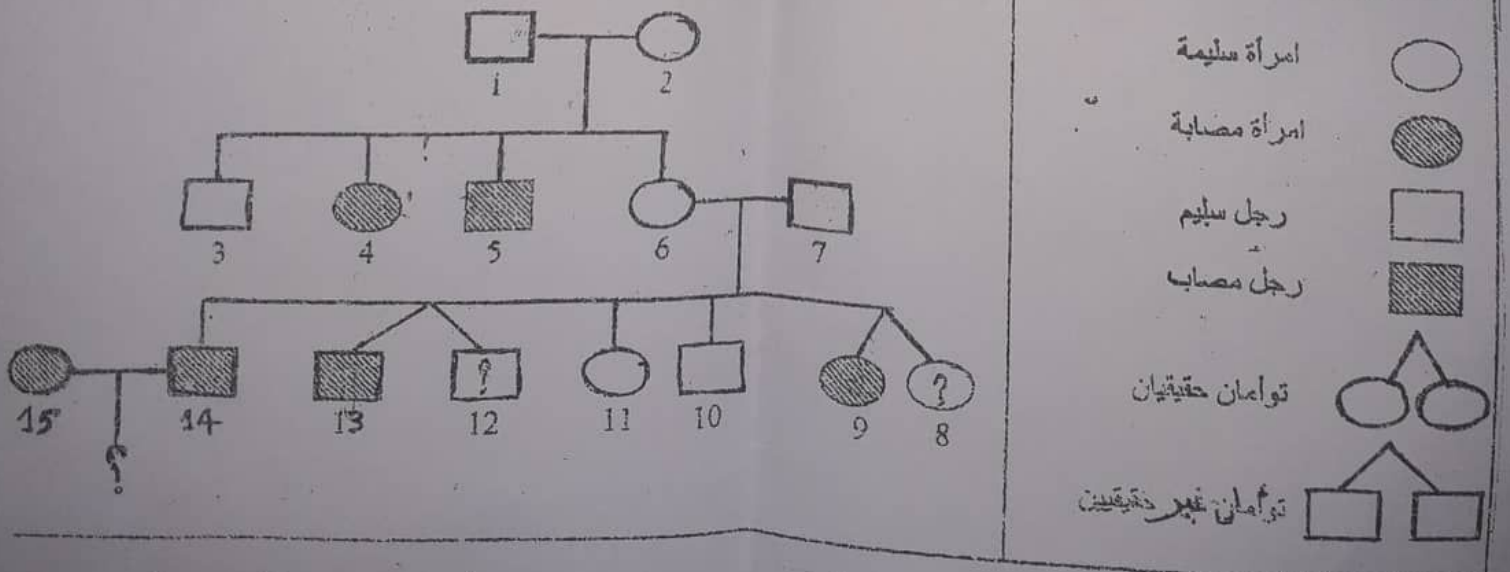 1 2
3 4 5 6 7
?
15 14 13 12 11 10 9 8
? ?
امرأة سليمة
امرأة مصابة
رجل سليم
رجل مصاب
توأمان حقيقيان
توأمان غير حقيقيين